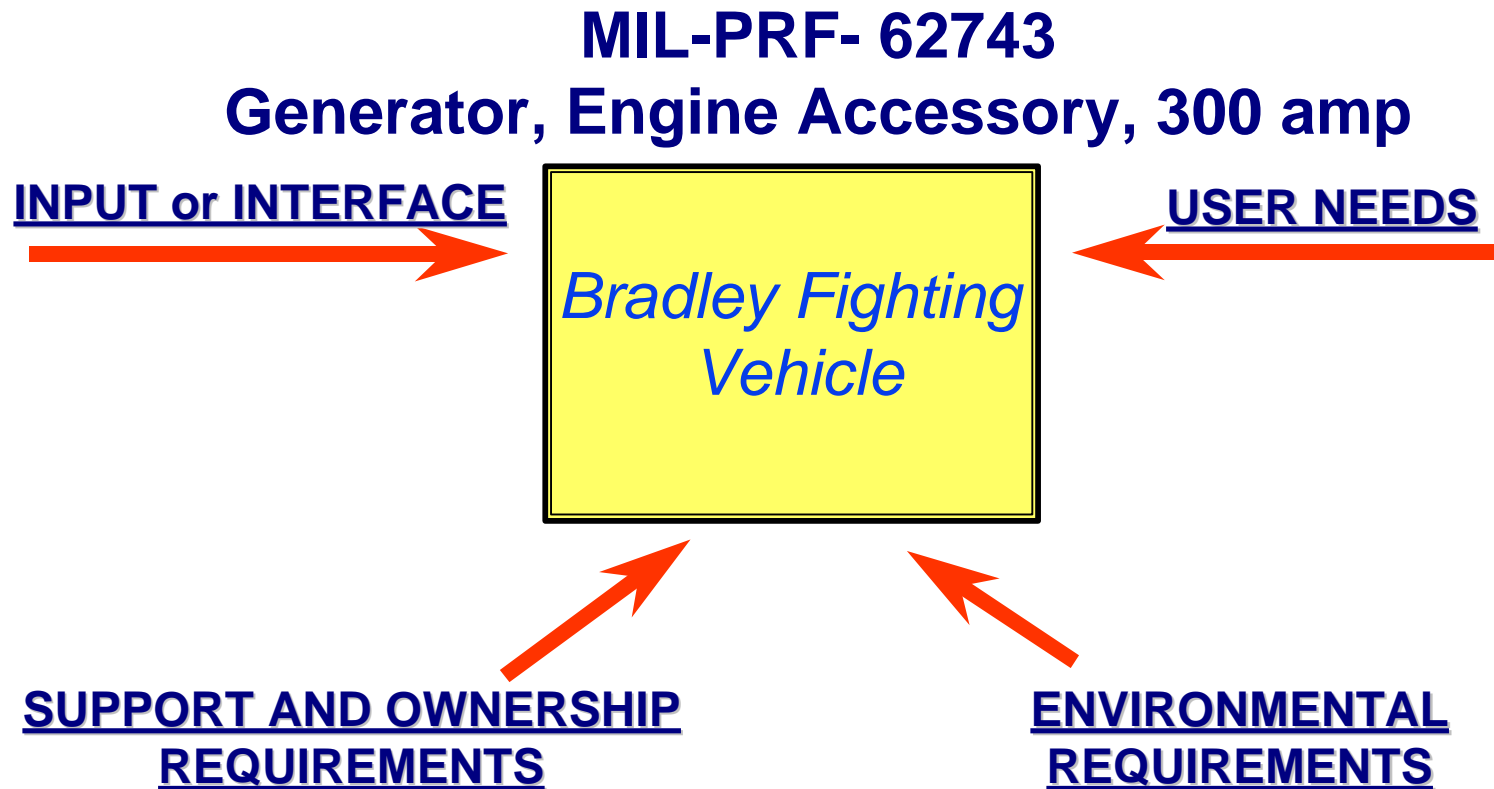 MIL-PRF- 62743
Generator, Engine Accessory, 300 amp
INPUT or INTERFACE
USER NEEDS
Bradley Fighting
Vehicle
SUPPORT AND OWNERSHIP
REQUIREMENTS
ENVIRONMENTAL
REQUIREMENTS